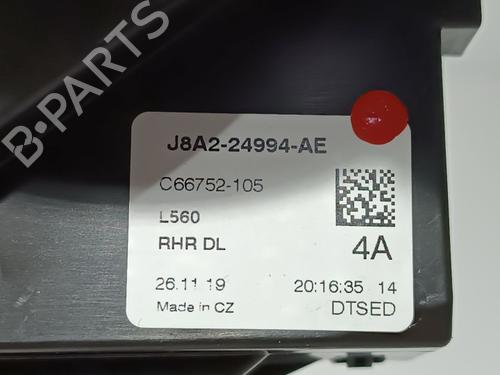 B-PARTS
J8A2-24994-AE
C66752-105
L560
RHR DL
4A
26.11.19 20:16:35 14
Made in CZ DTSED